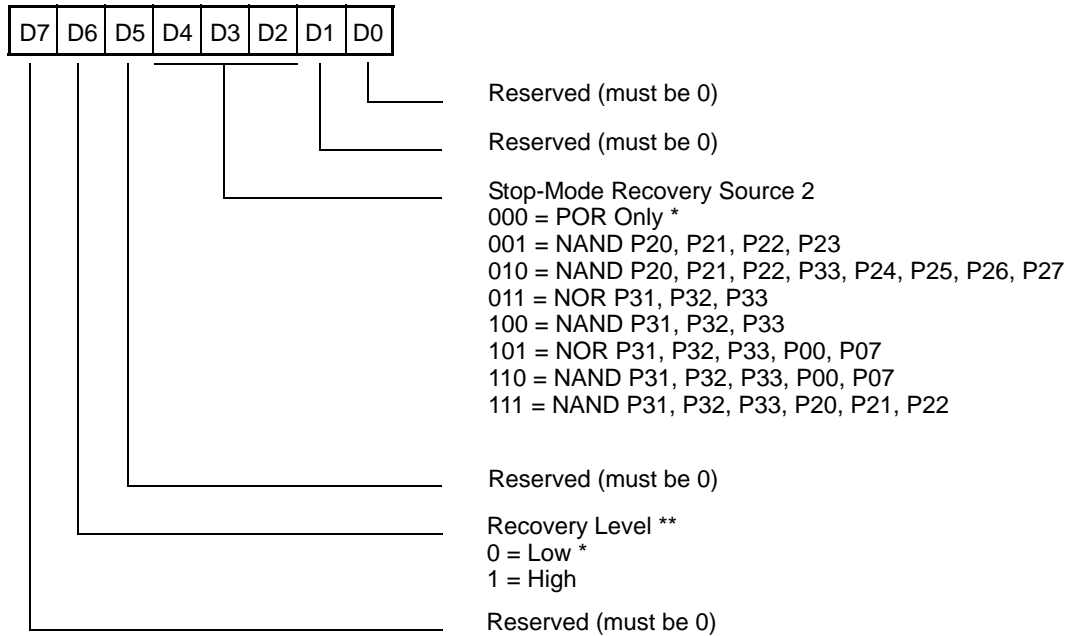 D7 D6 D5 D4 D3 D2 D1 D0
Reserved (must be 0)
Reserved (must be 0)
Stop-Mode Recovery Source 2
000 = POR Only *
001 = NAND P20, P21, P22, P23
010 = NAND P20, P21, P22, P33, P24, P25, P26, P27
011 = NOR P31, P32, P33
100 = NAND P31, P32, P33
101 = NOR P31, P32, P33, P00, P07
110 = NAND P31, P32, P33, P00, P07
111 = NAND P31, P32, P33, P20, P21, P22
Reserved (must be 0)
Recovery Level **
0 = Low *
1 = High
Reserved (must be 0)